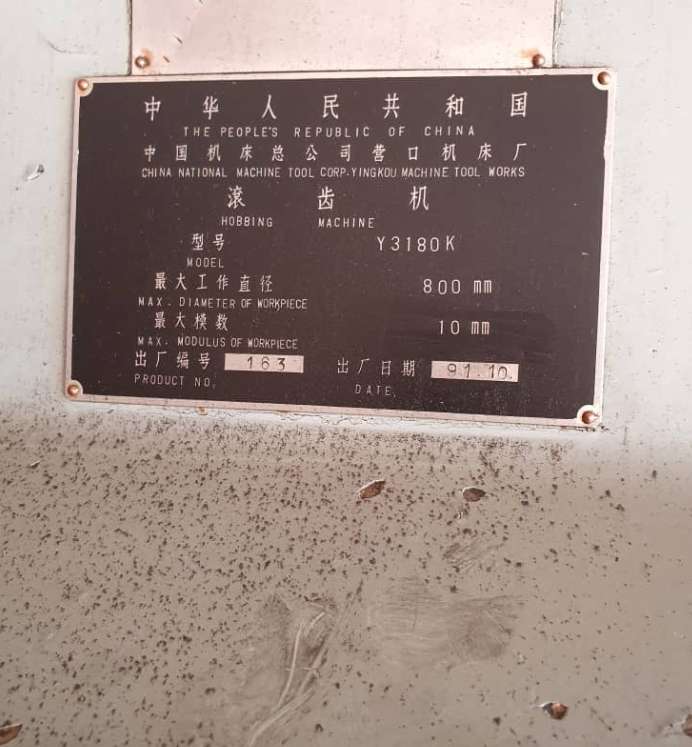 中华人民共和国
THE PEOPLE'S REPUBLIC OF CHINA
中国机床总公司营口机床厂
CHINA NATIONAL MACHINE TOOL CORP-YINGKOU MACHINE TOOL WORKS
滚齿机
HOBBING MACHINE
型号 Y3180K
MODEL
最大工作直径 800 mm
MAX. DIAMETER OF WORKPIECE
最大模数 10 mm
MAX. MODULUS OF WORKPIECE
出厂编号 163 出厂日期 91.10.
PRODUCT NO. DATE.